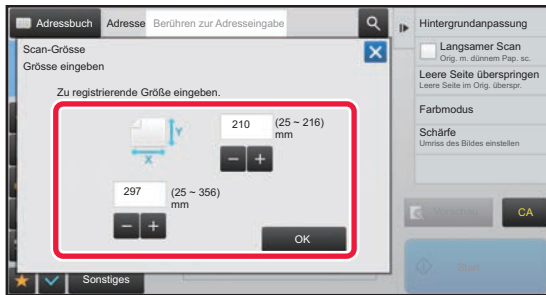 Adressbuch
Adresse
Berühren zur Adresseingabe
Scan-Grösse
Grösse eingeben
Zu registrierende Größe eingeben.
Y
X
210
(25 ~ 216)
mm
297
(25 ~ 356)
mm
OK
Sonstiges
Hintergrundanpassung
Langsamer Scan
Orig. m. dünnem Pap. sc.
Leere Seite überspringen
Leere Seite im Orig. überspr.
Farbmodus
Schärfe
Umriss des Bildes einstellen
Vorschau
CA
Start